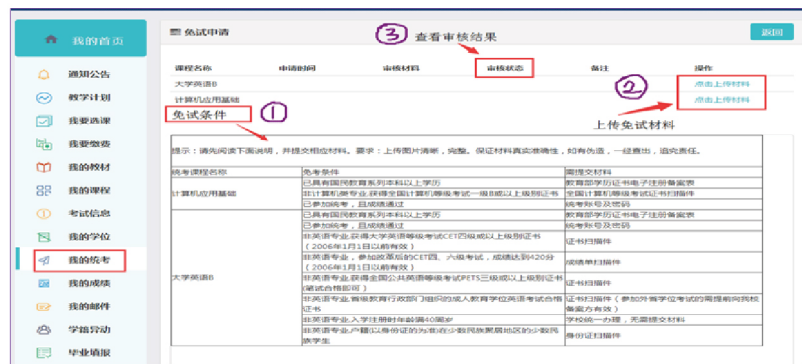 我的首页
通知公告
教学计划
我要选课
我要缴费
我的教材
我的课程
考试信息
我的学位
我的统考
我的成绩
我的邮件
学籍异动
毕业填报
免试申请
返回
③ 查看审核结果
课程名称 申请时间 审核材料 审核状态 备注 操作
大学英语B 点击上传材料
计算机应用基础 点击上传材料
②
免试条件 ①
上传免试材料
提示：请先阅读下面说明，并提交相应材料。要求：上传图片清晰，完整。保证材料真实准确性，如有伪造，一经查出，追究责任。
统考课程名称 免考条件 需提交材料
计算机应用基础
已具有国民教育系列本科以上学历 教育部学历证书电子注册备案表
非计算机类专业,获得全国计算机等级考试一级B或以上级别证书 全国计算机等级考试证书扫描件
已参加统考，且成绩通过 统考账号及密码
大学英语B
已具有国民教育系列本科以上学历 教育部学历证书电子注册备案表
已参加统考，且成绩通过 统考账号及密码
非英语专业,获得大学英语等级考试CET四级或以上级别证书
（2006年1月1日以前有效） 证书扫描件
非英语专业，参加改革后的CET四、六级考试，成绩达到420分
（2006年1月1日以后有效） 成绩单扫描件
非英语专业,获得全国公共英语等级考试PETS三级或以上级别证书
(笔试合格即可 ) 证书扫描件
非英语专业,省级教育行政部门组织的成人教育学位英语考试合格
证书 证书扫描件（参加外省学位考试的需提前向我校
备案方有效）
非英语专业,入学注册时年龄满40周岁 学校统一办理，无需提交材料
非英语专业,户籍(以身份证的为准)在少数民族聚居地区的少数民
族学生 身份证扫描件